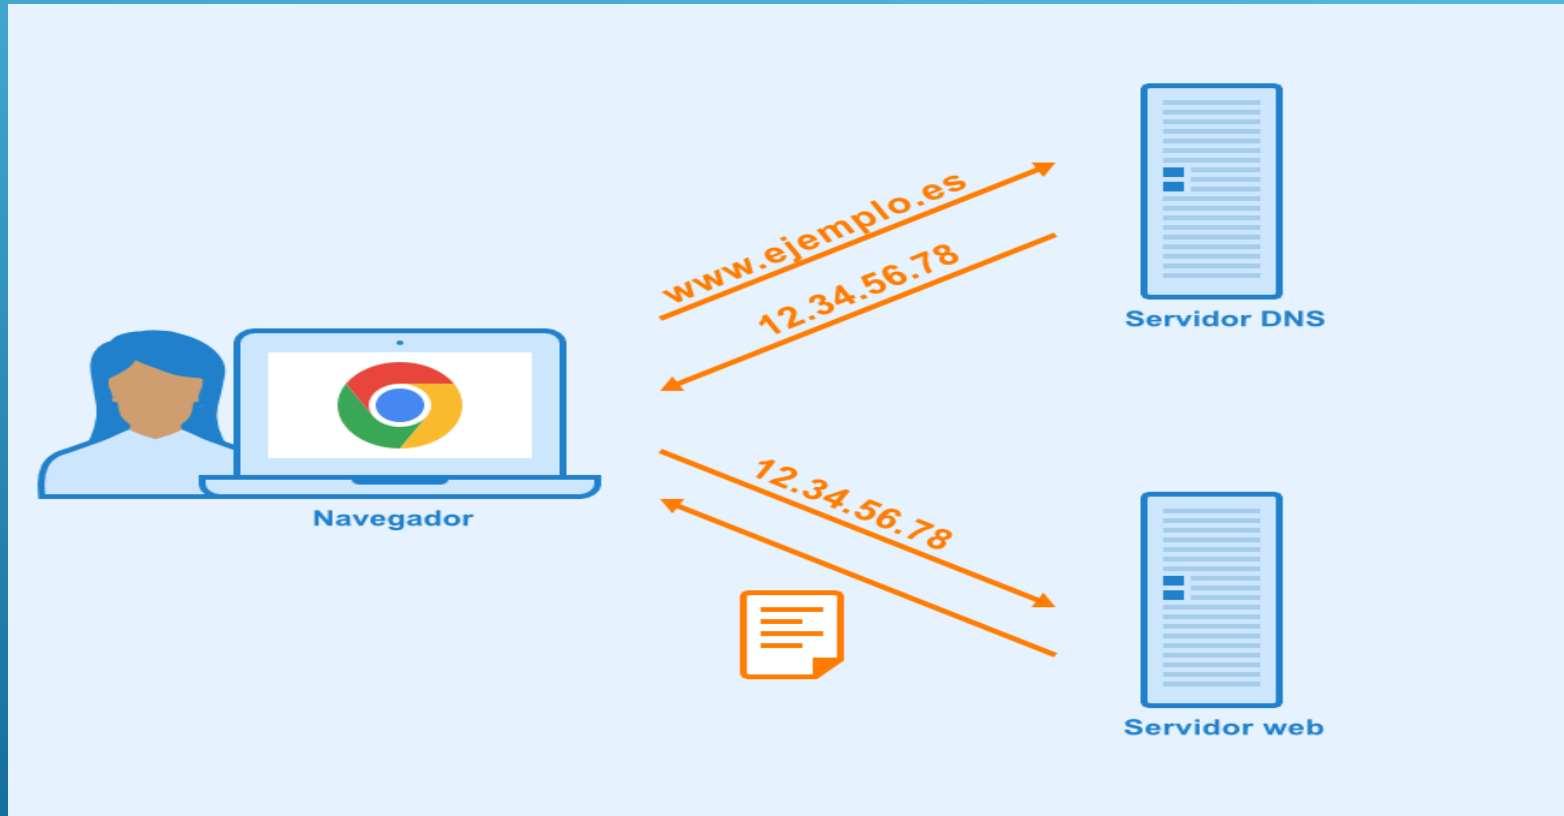 www.ejemplo.es
12.34.56.78
Servidor DNS
Navegador
12.34.56.78
Servidor web